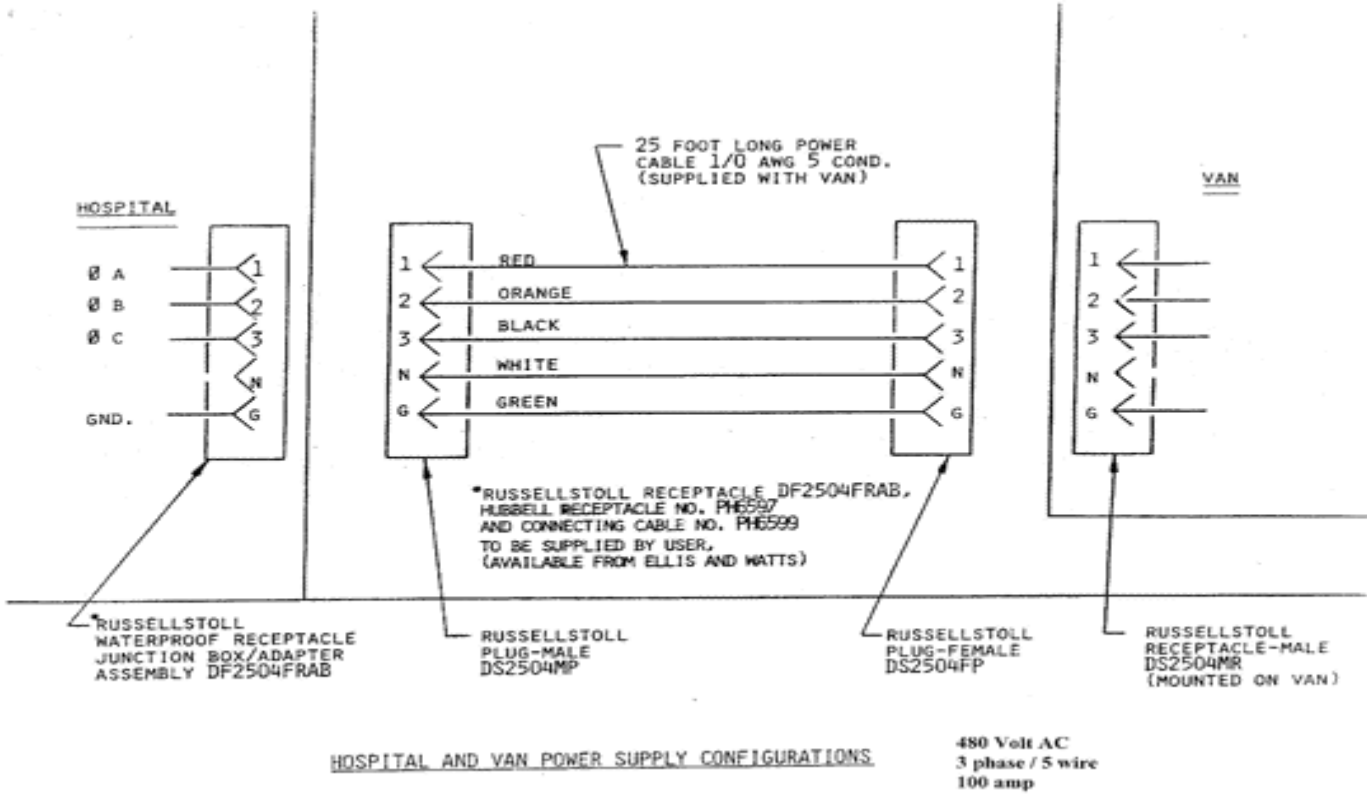 25 FOOT LONG POWER
CABLE 1/0 AWG 5 COND.
(SUPPLIED WITH VAN)
HOSPITAL
VAN
Ø A
Ø B
Ø C
GND.
1
2
3
N
G
1
2
3
N
G
RED
ORANGE
BLACK
WHITE
GREEN
1
2
3
N
G
1
2
3
N
G
*RUSSELLSTOLL RECEPTACLE DF2504FRAB,
HUBBELL RECEPTACLE NO. PH6597
AND CONNECTING CABLE NO. PH6599
TO BE SUPPLIED BY USER,
(AVAILABLE FROM ELLIS AND WATTS)
*RUSSELLSTOLL
WATERPROOF RECEPTACLE
JUNCTION BOX/ADAPTER
ASSEMBLY DF2504FRAB
RUSSELLSTOLL
PLUG-MALE
DS2504MP
RUSSELLSTOLL
PLUG-FEMALE
DS2504FP
RUSSELLSTOLL
RECEPTACLE-MALE
DS2504MR
(MOUNTED ON VAN)
HOSPITAL AND VAN POWER SUPPLY CONFIGURATIONS
480 Volt AC
3 phase / 5 wire
100 amp